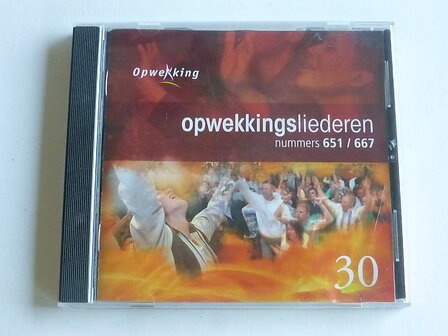 Opwekking
opwekkingsliederen
nummers 651 / 667
30